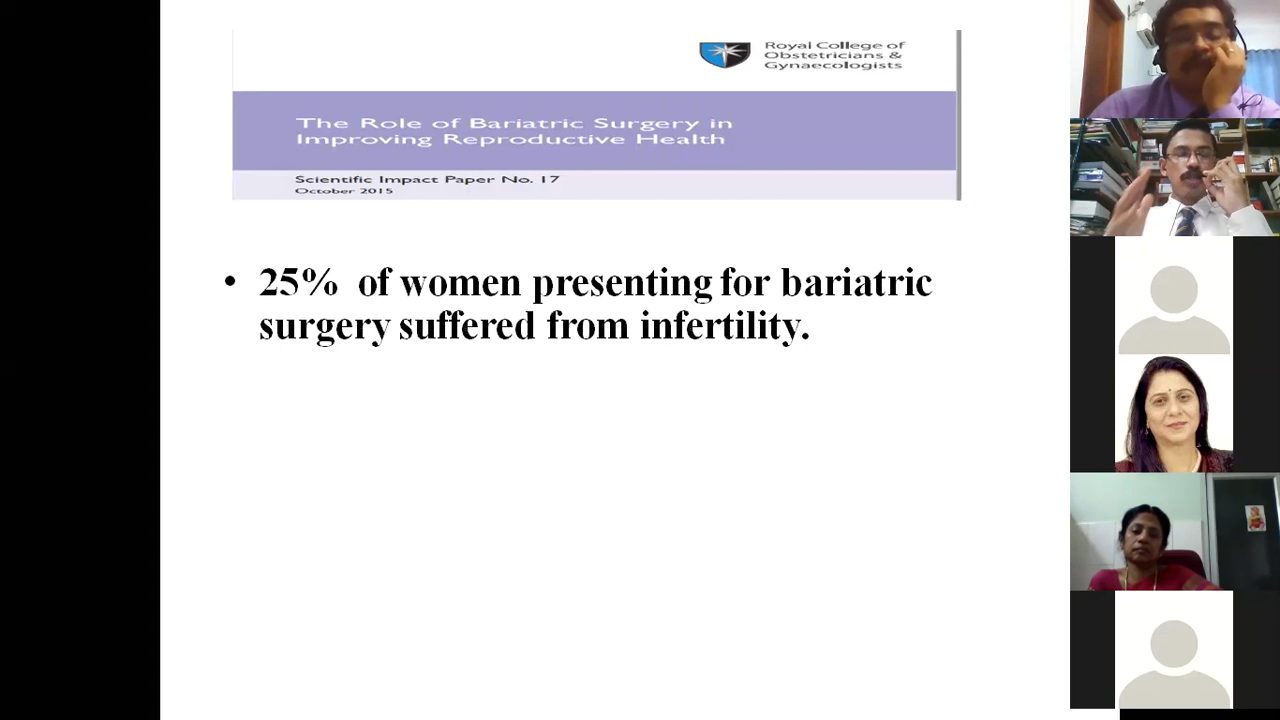 Royal College of
Obstetricians &
Gynaecologists
The Role of Bariatric Surgery in
Improving Reproductive Health
Scientific Impact Paper No. 17
October 2015
• 25% of women presenting for bariatric
surgery suffered from infertility.